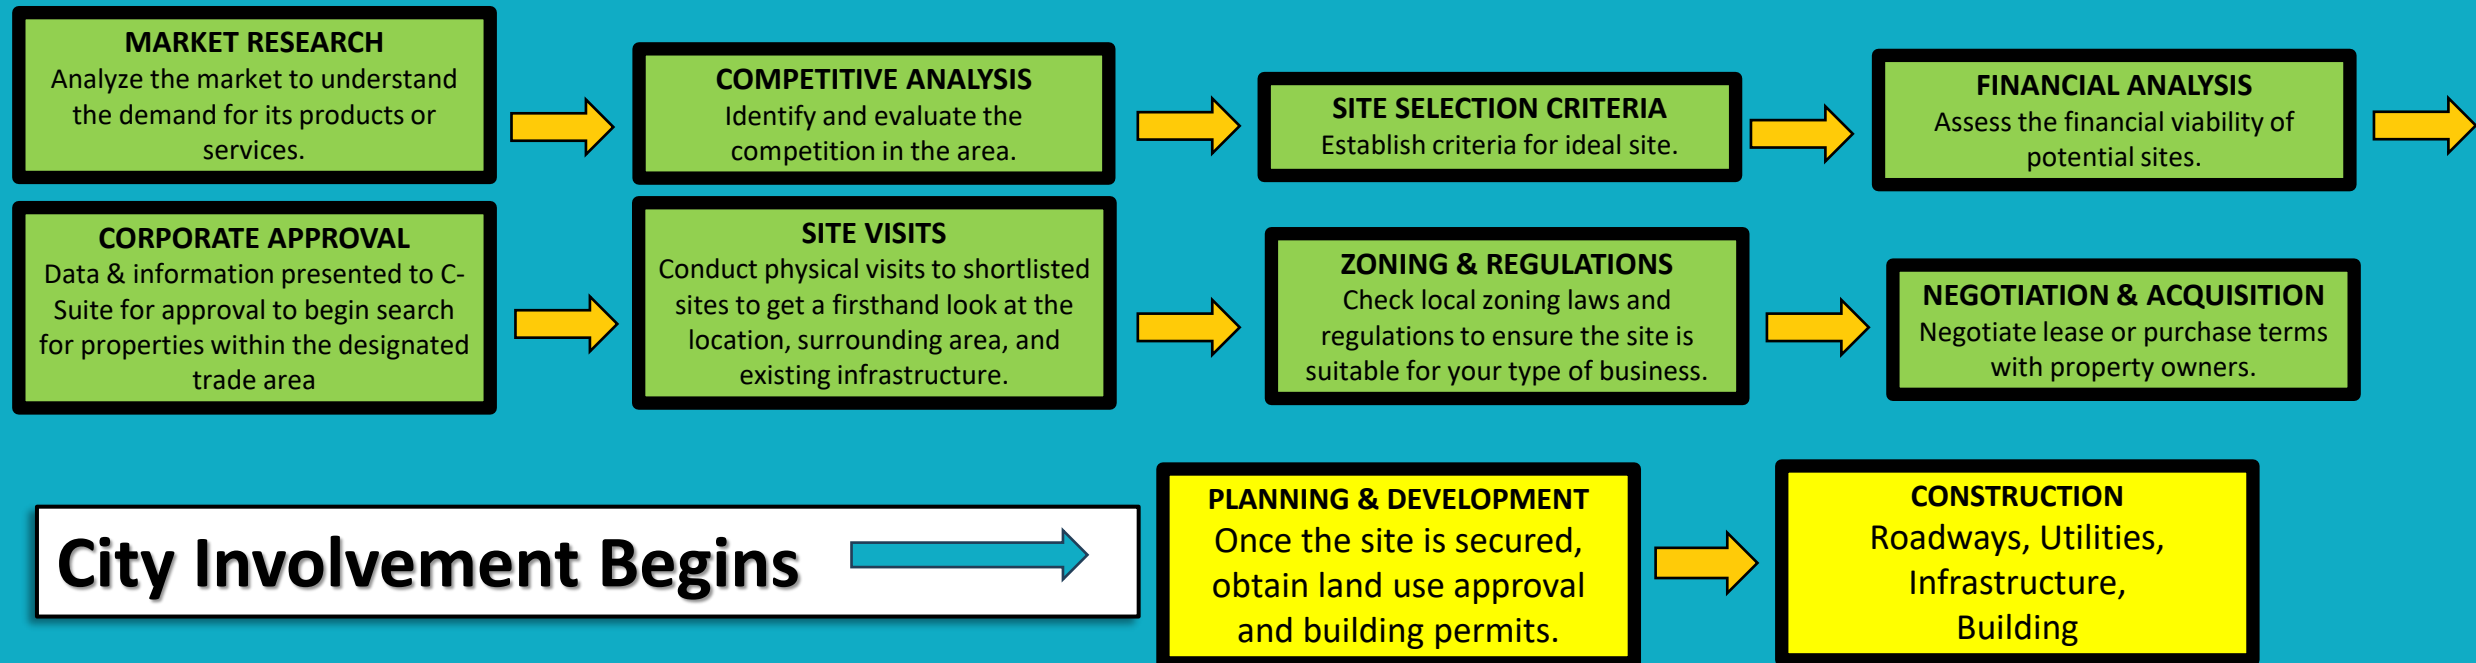 MARKET RESEARCH
Analyze the market to understand
the demand for its products or
services.
COMPETITIVE ANALYSIS
Identify and evaluate the
competition in the area.
SITE SELECTION CRITERIA
Establish criteria for ideal site.
FINANCIAL ANALYSIS
Assess the financial viability of
potential sites.
CORPORATE APPROVAL
Data & information presented to C-
Suite for approval to begin search
for properties within the designated
trade area
SITE VISITS
Conduct physical visits to shortlisted
sites to get a firsthand look at the
location, surrounding area, and
existing infrastructure.
ZONING & REGULATIONS
Check local zoning laws and
regulations to ensure the site is
suitable for your type of business.
NEGOTIATION & ACQUISITION
Negotiate lease or purchase terms
with property owners.
City Involvement Begins
PLANNING & DEVELOPMENT
Once the site is secured,
obtain land use approval
and building permits.
CONSTRUCTION
Roadways, Utilities,
Infrastructure,
Building